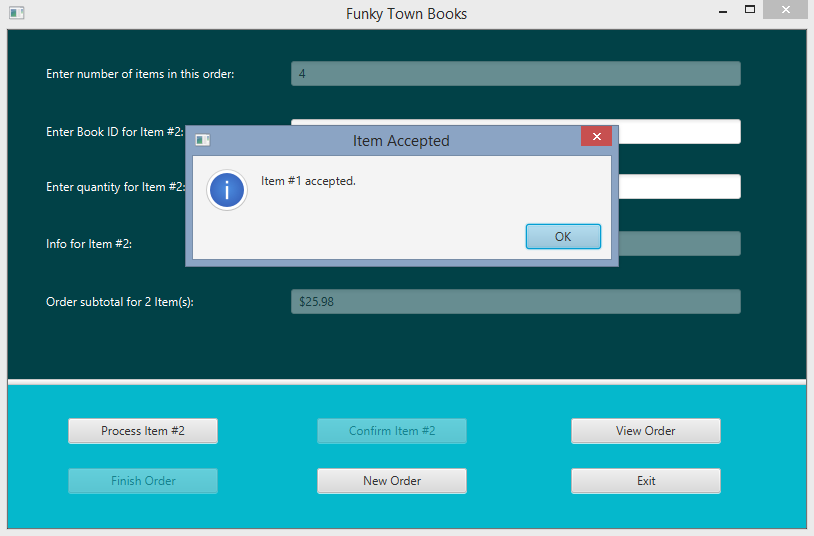 Funky Town Books
Enter number of items in this order: 4
Enter Book ID for Item #2:
Item Accepted
Item #1 accepted.
Enter quantity for Item #2:
OK
Info for Item #2:
Order subtotal for 2 Item(s): $25.98
Process Item #2 Confirm Item #2 View Order
Finish Order New Order Exit